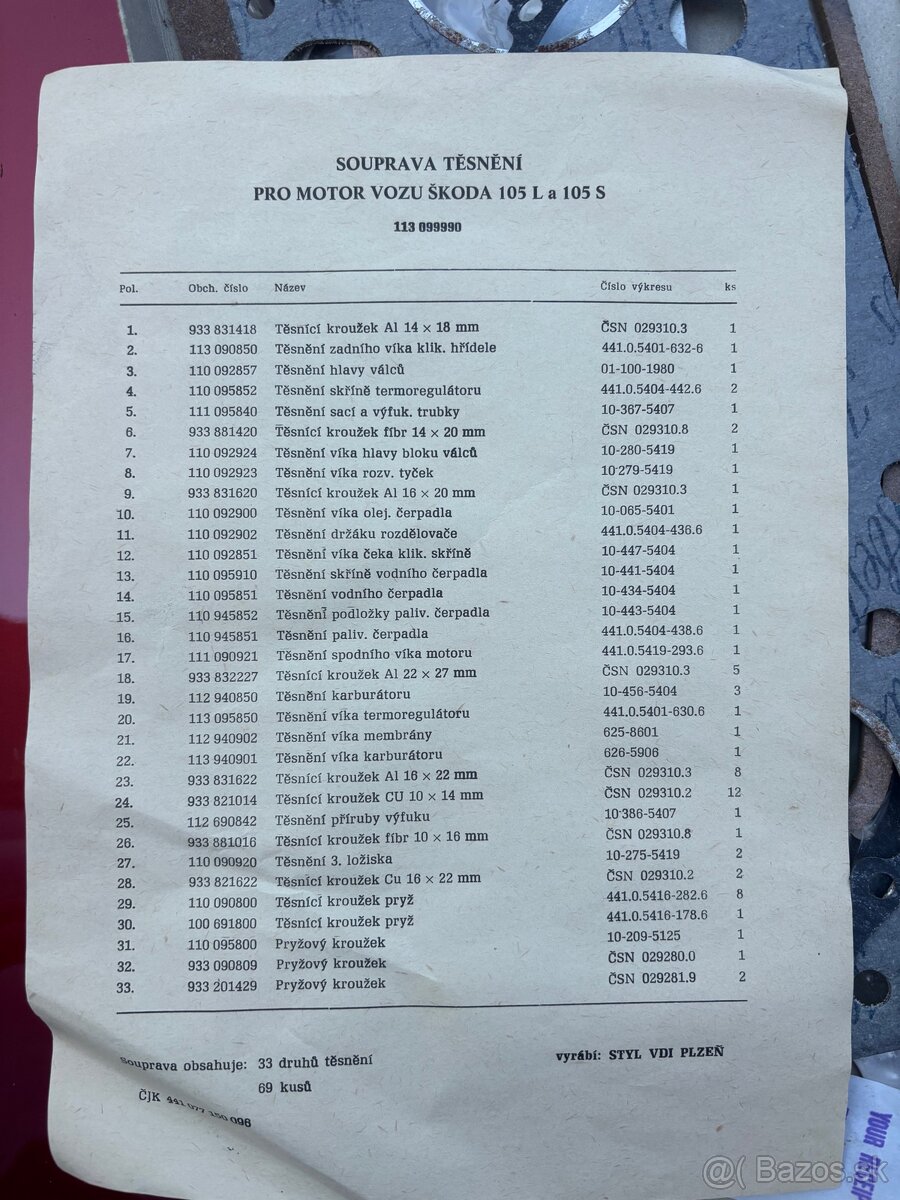 SOUPRAVA TĚSNĚNÍ
PRO MOTOR VOZU ŠKODA 105 L a 105 S
113 099990
Pol. Obch. číslo Název Číslo výkresu ks
1. 933 831418 Těsnící kroužek Al 14 × 18 mm ČSN 029310.3 1
2. 113 090850 Těsnění zadního víka klik. hřídele 441.0.5401-632-6 1
3. 110 092857 Těsnění hlavy válců 01-100-1980 1
4. 110 095852 Těsnění skříně termoregulátoru 441.0.5404-442.6 2
5. 111 095840 Těsnění sací a výfuk. trubky 10-367-5407 1
6. 933 881420 Těsnící kroužek fíbr 14 × 20 mm ČSN 029310.8 2
7. 110 092924 Těsnění víka hlavy bloku válců 10-280-5419 1
8. 110 092923 Těsnění víka rozv. tyček 10-279-5419 1
9. 933 831620 Těsnící kroužek Al 16 × 20 mm ČSN 029310.3 1
10. 110 092900 Těsnění víka olej. čerpadla 10-065-5401 1
11. 110 092902 Těsnění držáku rozdělovače 441.0.5404-436.6 1
12. 110 092851 Těsnění víka čeka klik. skříně 10-447-5404 1
13. 110 095910 Těsnění skříně vodního čerpadla 10-441-5404 1
14. 110 095851 Těsnění vodního čerpadla 10-434-5404 1
15. 110 945852 Těsnění podložky paliv. čerpadla 10-443-5404 1
16. 110 945851 Těsnění paliv. čerpadla 441.0.5404-438.6 1
17. 111 090921 Těsnění spodního víka motoru 441.0.5419-293.6 1
18. 933 832227 Těsnící kroužek Al 22 × 27 mm ČSN 029310.3 5
19. 112 940850 Těsnění karburátoru 10-456-5404 3
20. 113 095850 Těsnění víka termoregulátoru 441.0.5401-630.6 1
21. 112 940902 Těsnění víka membrány 625-8601 1
22. 113 940901 Těsnění víka karburátoru 626-5906 1
23. 933 831622 Těsnící kroužek Al 16 × 22 mm ČSN 029310.3 8
24. 933 821014 Těsnící kroužek CU 10 × 14 mm ČSN 029310.2 12
25. 112 690842 Těsnění příruby výfuku 10-386-5407 1
26. 933 881016 Těsnící kroužek fíbr 10 × 16 mm ČSN 029310.8 1
27. 110 090920 Těsnění 3. ložiska 10-275-5419 2
28. 933 821622 Těsnící kroužek Cu 16 × 22 mm ČSN 029310.2 2
29. 110 090800 Těsnící kroužek pryž 441.0.5416-282.6 8
30. 100 691800 Těsnící kroužek pryž 441.0.5416-178.6 1
31. 110 095800 Pryžový kroužek 10-209-5125 1
32. 933 090809 Pryžový kroužek ČSN 029280.0 1
33. 933 201429 Pryžový kroužek ČSN 029281.9 2
Souprava obsahuje: 33 druhů těsnění
69 kusů
vyrábí: STYL VDI PLZEŇ
ČJK 441 077 150 096
YOUR
@( Bazos.sk